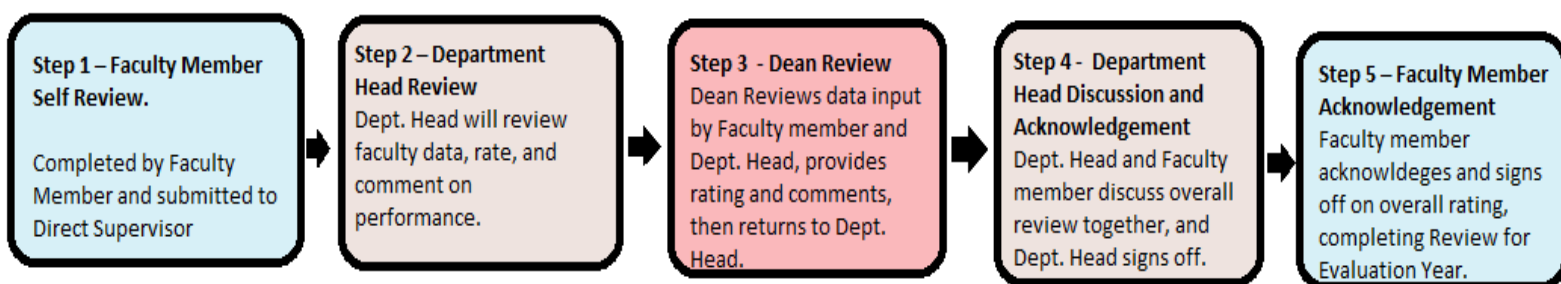 Step 1 – Faculty Member
Self Review.
Completed by Faculty
Member and submitted to
Direct Supervisor
Step 2 – Department
Head Review
Dept. Head will review
faculty data, rate, and
comment on
performance.
Step 3 - Dean Review
Dean Reviews data input
by Faculty member and
Dept. Head, provides
rating and comments,
then returns to Dept.
Head.
Step 4 - Department
Head Discussion and
Acknowledgement
Dept. Head and Faculty
member discuss overall
review together, and
Dept. Head signs off.
Step 5 – Faculty Member
Acknowledgement
Faculty member
acknowldeges and signs
off on overall rating,
completing Review for
Evaluation Year.